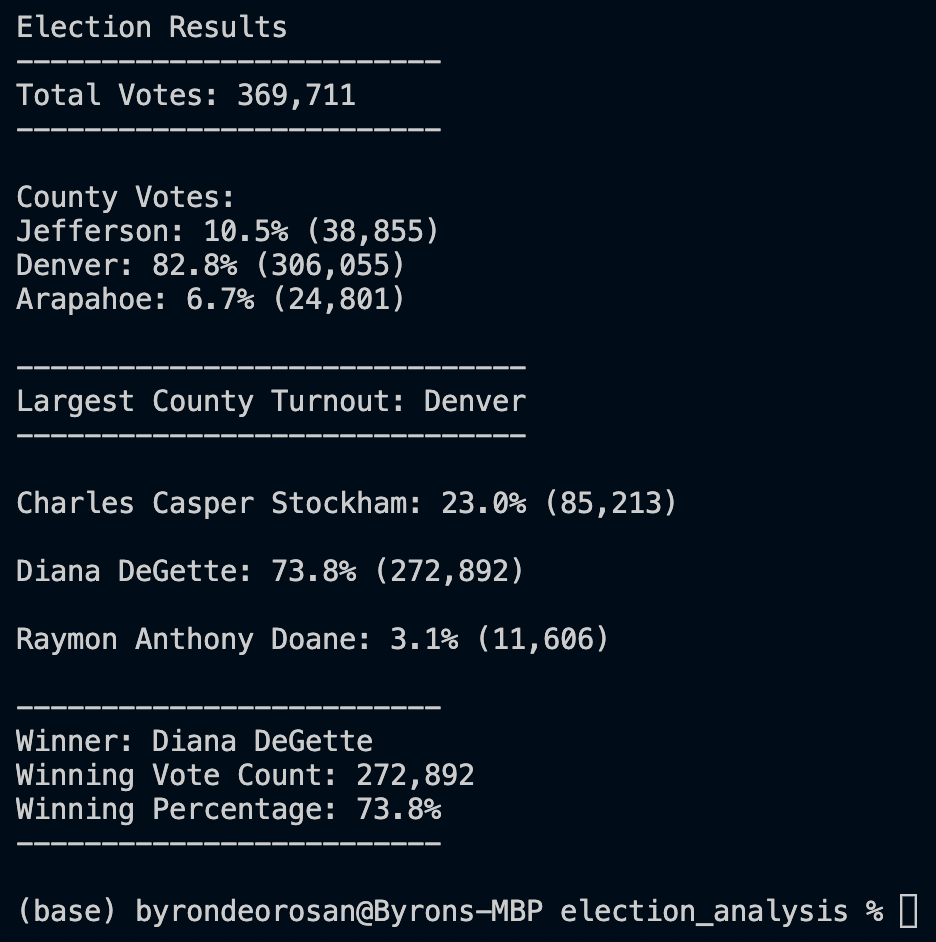 Election Results
-------------------------
Total Votes: 369,711
-------------------------
County Votes:
Jefferson: 10.5% (38,855)
Denver: 82.8% (306,055)
Arapahoe: 6.7% (24,801)
------------------------------
Largest County Turnout: Denver
------------------------------
Charles Casper Stockham: 23.0% (85,213)
Diana DeGette: 73.8% (272,892)
Raymon Anthony Doane: 3.1% (11,606)
-------------------------
Winner: Diana DeGette
Winning Vote Count: 272,892
Winning Percentage: 73.8%
-------------------------
(base) byrondeorosan@Byrons-MBP election_analysis %